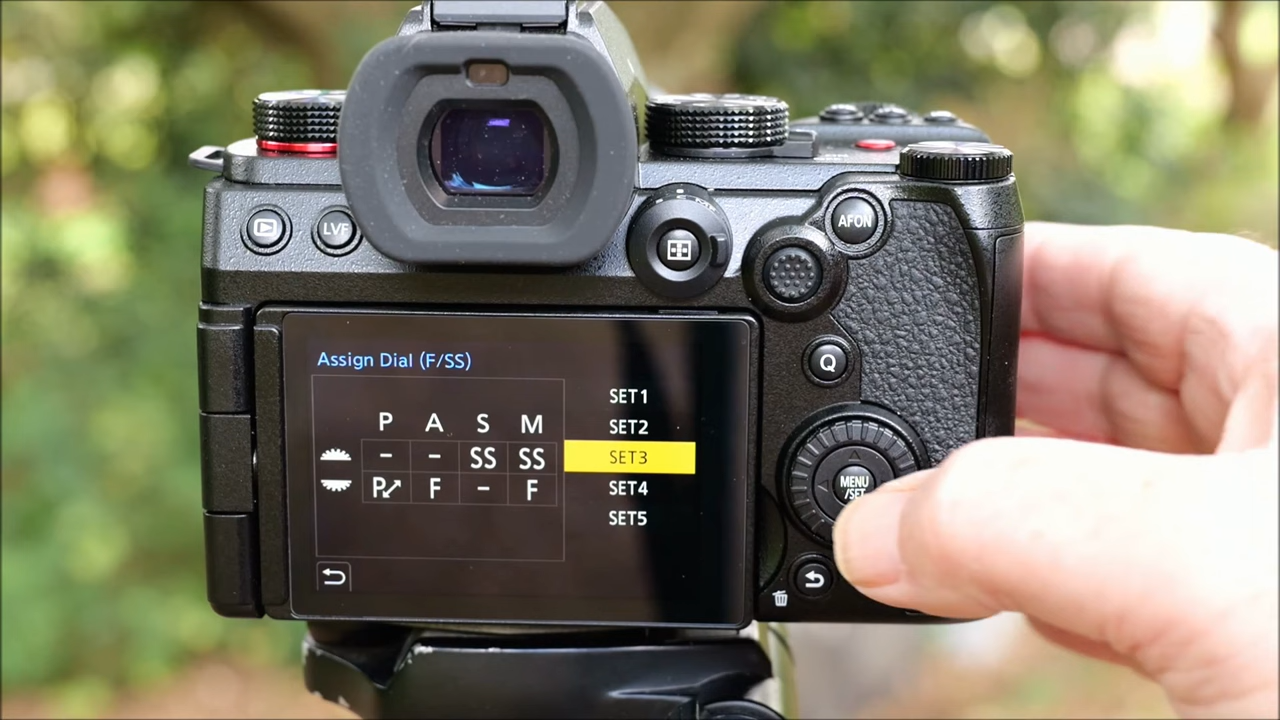 LVF
AFON
Q
MENU
/SET
Assign Dial (F/SS)
P A S M
– – SS SS
P F – F
SET1
SET2
SET3
SET4
SET5